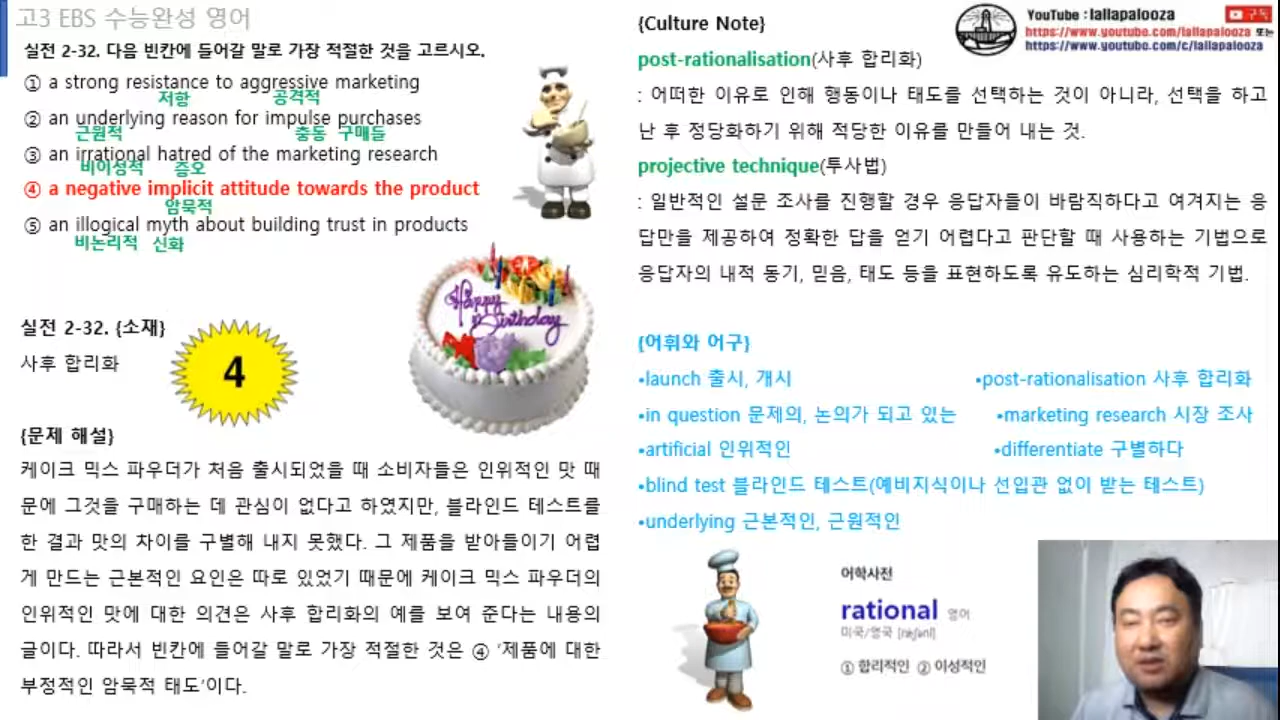 고3 EBS 수능완성 영어
실전 2-32. 다음 빈칸에 들어갈 말로 가장 적절한 것을 고르시오.
① a strong resistance to aggressive marketing
저항 공격적
② an underlying reason for impulse purchases
근원적 충동 구매들
③ an irrational hatred of the marketing research
비이성적 증오
④ a negative implicit attitude towards the product
암묵적
⑤ an illogical myth about building trust in products
비논리적 신화
실전 2-32. {소재}
사후 합리화
4
Happy Birthday
{문제 해설}
케이크 믹스 파우더가 처음 출시되었을 때 소비자들은 인위적인 맛 때
문에 그것을 구매하는 데 관심이 없다고 하였지만, 블라인드 테스트를
한 결과 맛의 차이를 구별해 내지 못했다. 그 제품을 받아들이기 어렵
게 만드는 근본적인 요인은 따로 있었기 때문에 케이크 믹스 파우더의
인위적인 맛에 대한 의견은 사후 합리화의 예를 보여 준다는 내용의
글이다. 따라서 빈칸에 들어갈 말로 가장 적절한 것은 ④ '제품에 대한
부정적인 암묵적 태도'이다.
{Culture Note}
YouTube : lallapalooza
구독
https://www.youtube.com/lallapalooza 또는
https://www.youtube.com/c/lallapalooza
post-rationalisation(사후 합리화)
: 어떠한 이유로 인해 행동이나 태도를 선택하는 것이 아니라, 선택을 하고
난 후 정당화하기 위해 적당한 이유를 만들어 내는 것.
projective technique(투사법)
: 일반적인 설문 조사를 진행할 경우 응답자들이 바람직하다고 여겨지는 응
답만을 제공하여 정확한 답을 얻기 어렵다고 판단할 때 사용하는 기법으로
응답자의 내적 동기, 믿음, 태도 등을 표현하도록 유도하는 심리학적 기법.
{어휘와 어구}
•launch 출시, 개시 •post-rationalisation 사후 합리화
•in question 문제의, 논의가 되고 있는 •marketing research 시장 조사
•artificial 인위적인 •differentiate 구별하다
•blind test 블라인드 테스트(예비지식이나 선입관 없이 받는 테스트)
•underlying 근본적인, 근원적인
어학사전
rational 영어
미국/영국 [ræʃənl]
① 합리적인 ② 이성적인